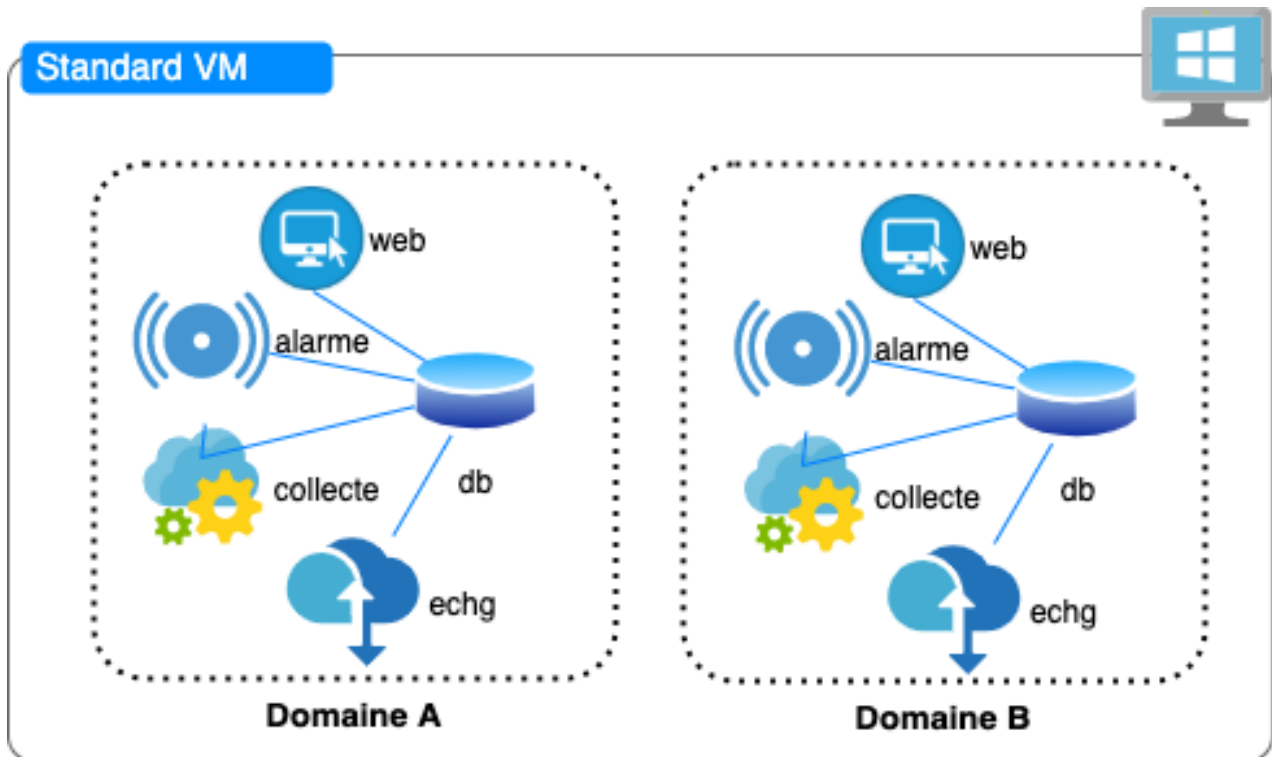 Standard VM
web
alarme
collecte
db
echg
Domaine A
web
alarme
collecte
db
echg
Domaine B